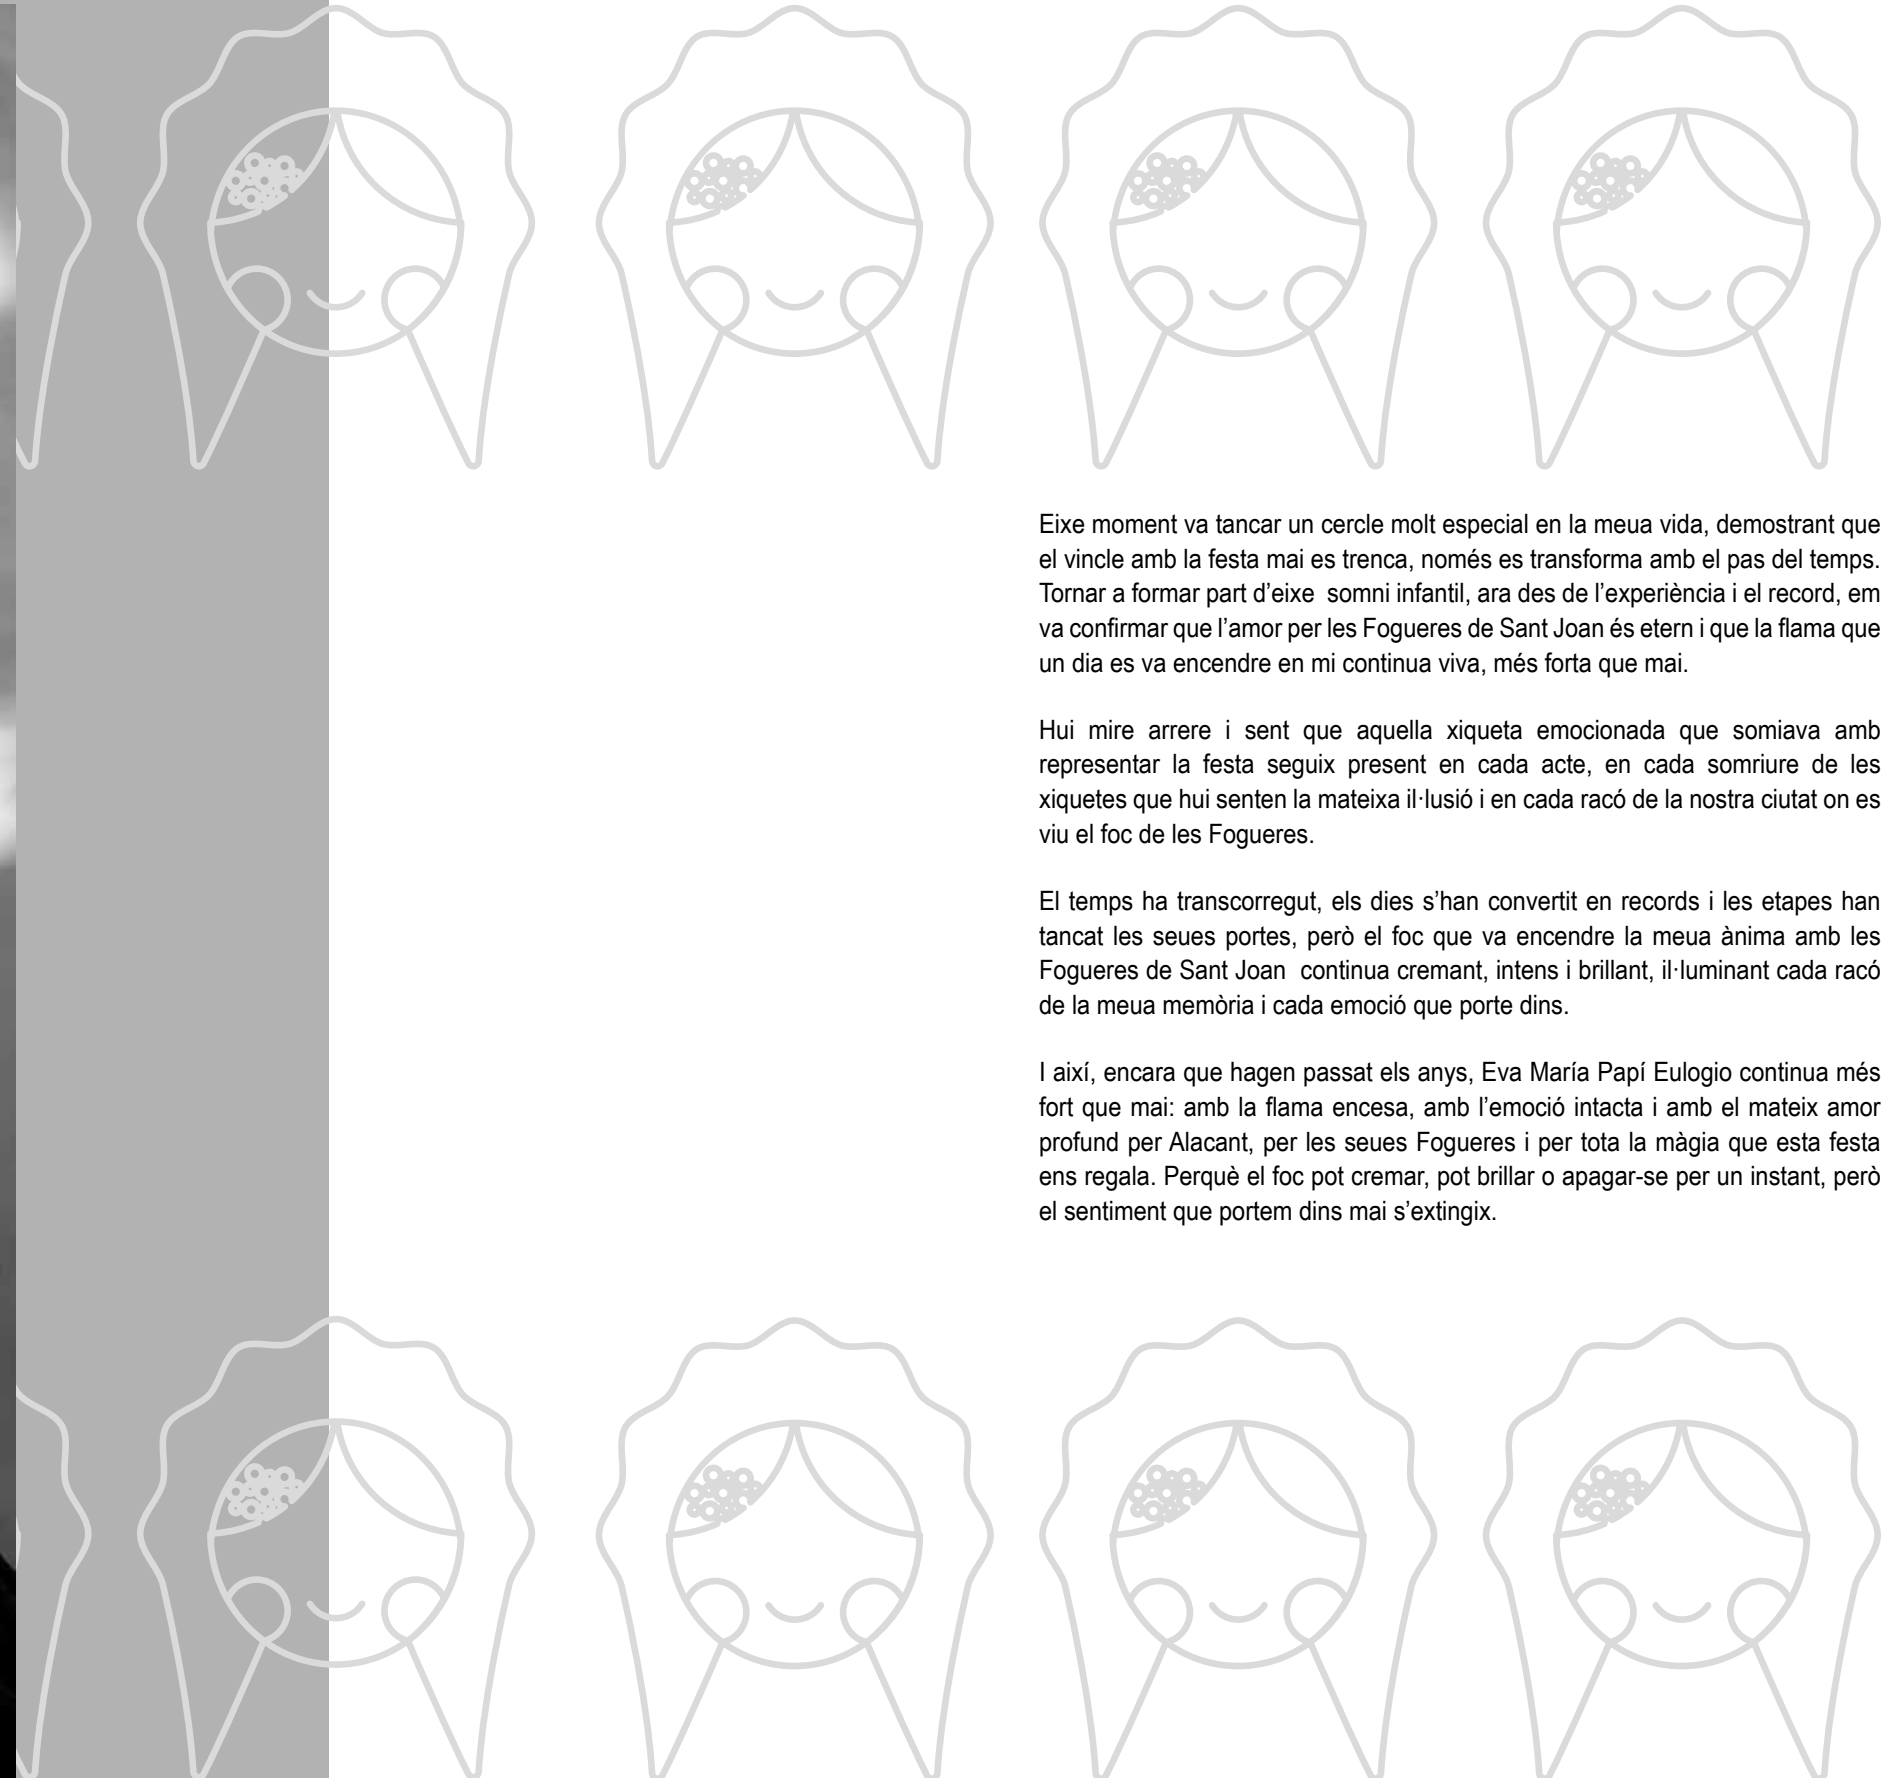 Eixe moment va tancar un cercle molt especial en la meua vida, demostrant que
el vincle amb la festa mai es trenca, només es transforma amb el pas del temps.
Tornar a formar part d’eixe  somni infantil, ara des de l’experiència i el record, em
va confirmar que l’amor per les Fogueres de Sant Joan és etern i que la flama que
un dia es va encendre en mi continua viva, més forta que mai.
Hui mire arrere i sent que aquella xiqueta emocionada que somiava amb
representar la festa seguix present en cada acte, en cada somriure de les
xiquetes que hui senten la mateixa il·lusió i en cada racó de la nostra ciutat on es
viu el foc de les Fogueres.
El temps ha transcorregut, els dies s’han convertit en records i les etapes han
tancat les seues portes, però el foc que va encendre la meua ànima amb les
Fogueres de Sant Joan  continua cremant, intens i brillant, il·luminant cada racó
de la meua memòria i cada emoció que porte dins.
I així, encara que hagen passat els anys, Eva María Papí Eulogio continua més
fort que mai: amb la flama encesa, amb l’emoció intacta i amb el mateix amor
profund per Alacant, per les seues Fogueres i per tota la màgia que esta festa
ens regala. Perquè el foc pot cremar, pot brillar o apagar-se per un instant, però
el sentiment que portem dins mai s’extingix.